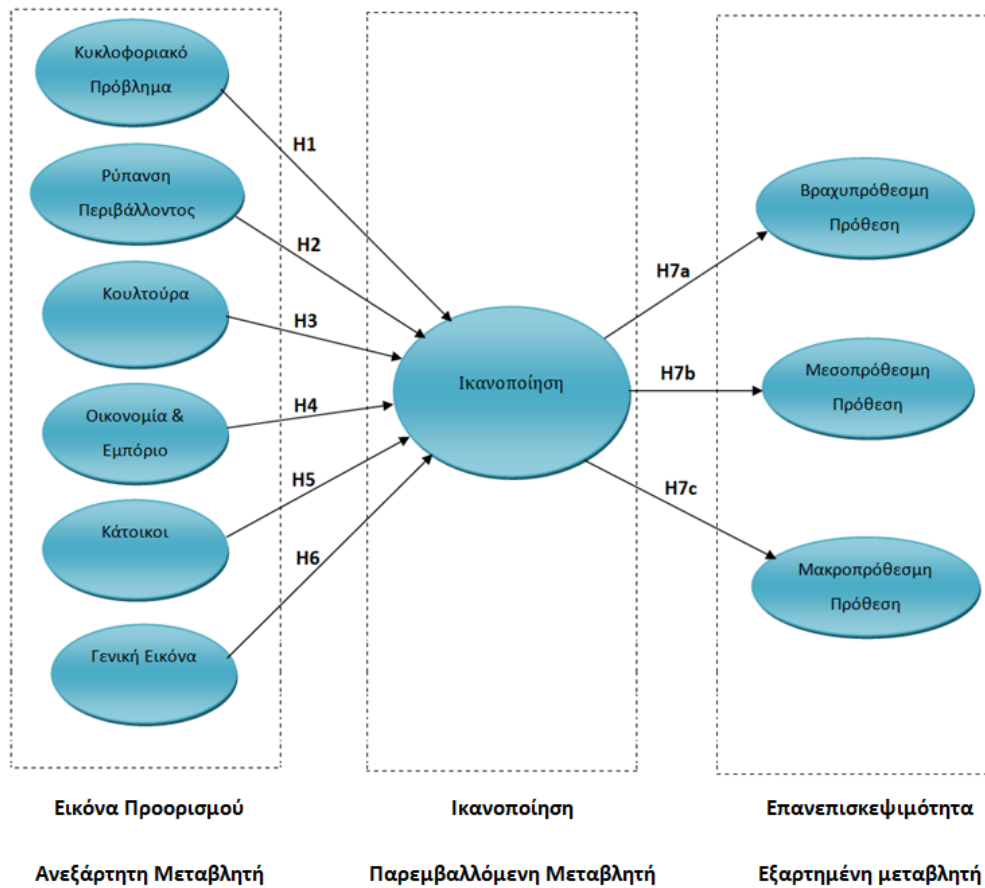 Κυκλοφοριακό
Πρόβλημα
H1
Ρύπανση
Περιβάλλοντος
H2
Κουλτούρα
H3
Οικονομία &
Εμπόριο
H4
Κάτοικοι
H5
Γενική Εικόνα
H6
Ικανοποίηση
H7a
H7b
H7c
Βραχυπρόθεσμη
Πρόθεση
Μεσοπρόθεσμη
Πρόθεση
Μακροπρόθεσμη
Πρόθεση
Εικόνα Προορισμού
Ικανοποίηση
Επανεπισκεψιμότητα
Ανεξάρτητη Μεταβλητή
Παρεμβαλλόμενη Μεταβλητή
Εξαρτημένη μεταβλητή